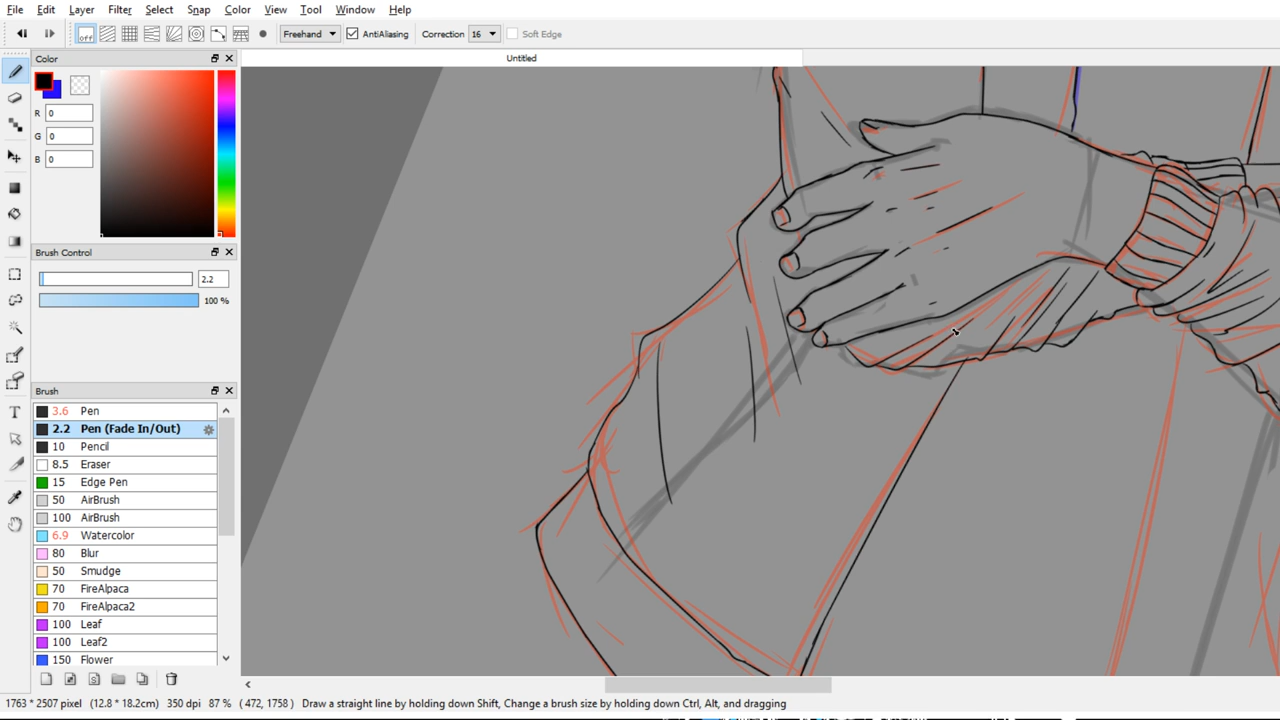 File Edit Layer Filter Select Snap Color View Tool Window Help
off Freehand AntiAliasing Correction 16 Soft Edge
Color
Untitled
R 0
G 0
B 0
Brush Control
2.2
100 %
Brush
3.6 Pen
2.2 Pen (Fade In/Out)
10 Pencil
8.5 Eraser
15 Edge Pen
50 AirBrush
100 AirBrush
6.9 Watercolor
80 Blur
50 Smudge
70 FireAlpaca
70 FireAlpaca2
100 Leaf
100 Leaf2
150 Flower
T
S
1763 * 2507 pixel (12.8 * 18.2cm) 350 dpi 87 % ( 472, 1758 ) Draw a straight line by holding down Shift, Change a brush size by holding down Ctrl, Alt, and dragging